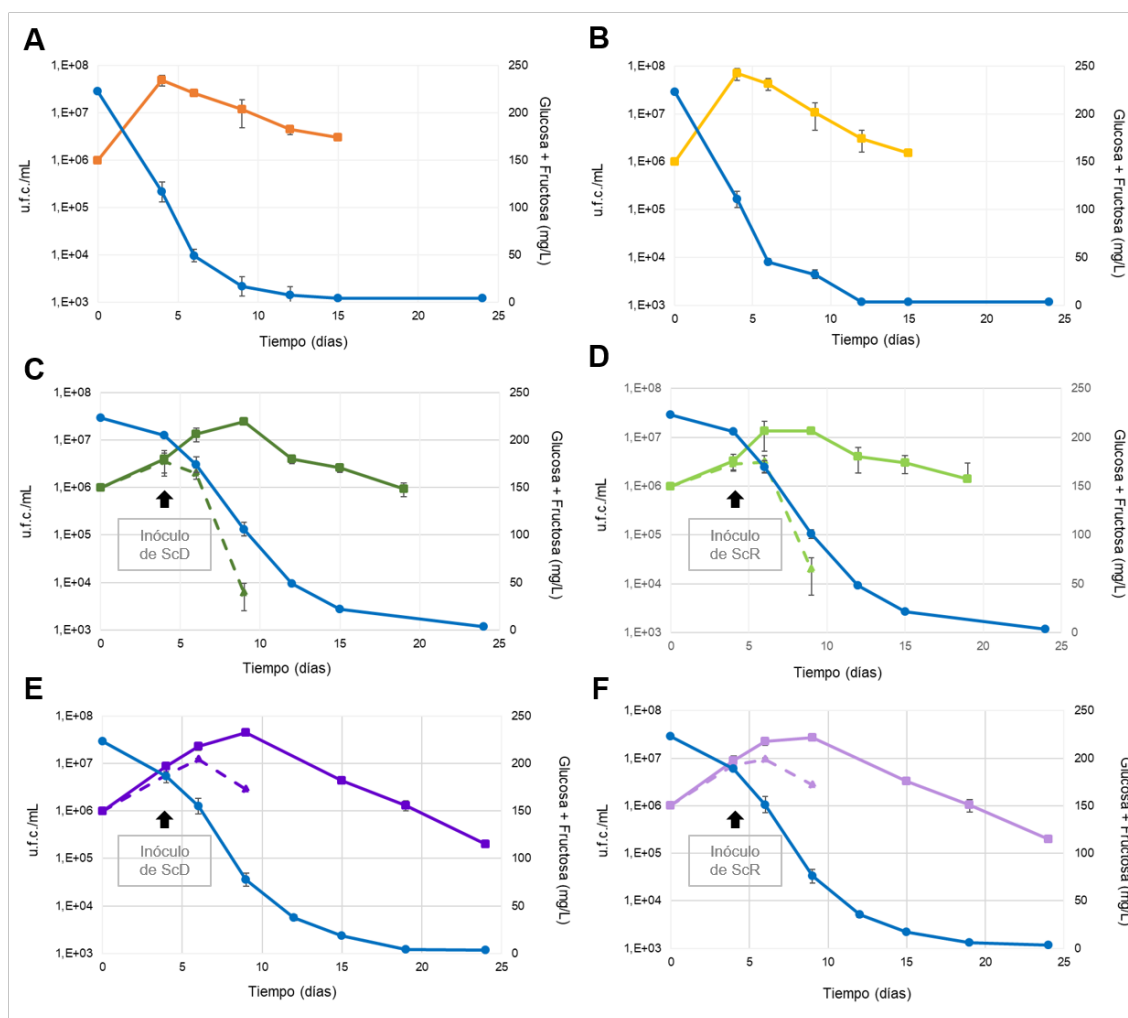 A
1,E+08
1,E+07
1,E+06
1,E+05
1,E+04
1,E+03
u.f.c./mL
250
200
150
100
50
0
Glucosa + Fructosa (mg/L)
0 5 10 15 20 25
Tiempo (días)
B
1,E+08
1,E+07
1,E+06
1,E+05
1,E+04
1,E+03
u.f.c./mL
250
200
150
100
50
0
Glucosa + Fructosa (mg/L)
0 5 10 15 20 25
Tiempo (días)
C
1,E+08
1,E+07
1,E+06
1,E+05
1,E+04
1,E+03
u.f.c./mL
250
200
150
100
50
0
Glucosa + Fructosa (mg/L)
Inóculo
de ScD
0 5 10 15 20 25
Tiempo (días)
D
1,E+08
1,E+07
1,E+06
1,E+05
1,E+04
1,E+03
u.f.c./mL
250
200
150
100
50
0
Glucosa + Fructosa (mg/L)
Inóculo
de ScR
0 5 10 15 20 25
Tiempo (días)
E
1,E+08
1,E+07
1,E+06
1,E+05
1,E+04
1,E+03
u.f.c./mL
250
200
150
100
50
0
Glucosa + Fructosa (mg/L)
Inóculo
de ScD
0 5 10 15 20 25
Tiempo (días)
F
1,E+08
1,E+07
1,E+06
1,E+05
1,E+04
1,E+03
u.f.c./mL
250
200
150
100
50
0
Glucosa + Fructosa (mg/L)
Inóculo
de ScR
0 5 10 15 20 25
Tiempo (días)